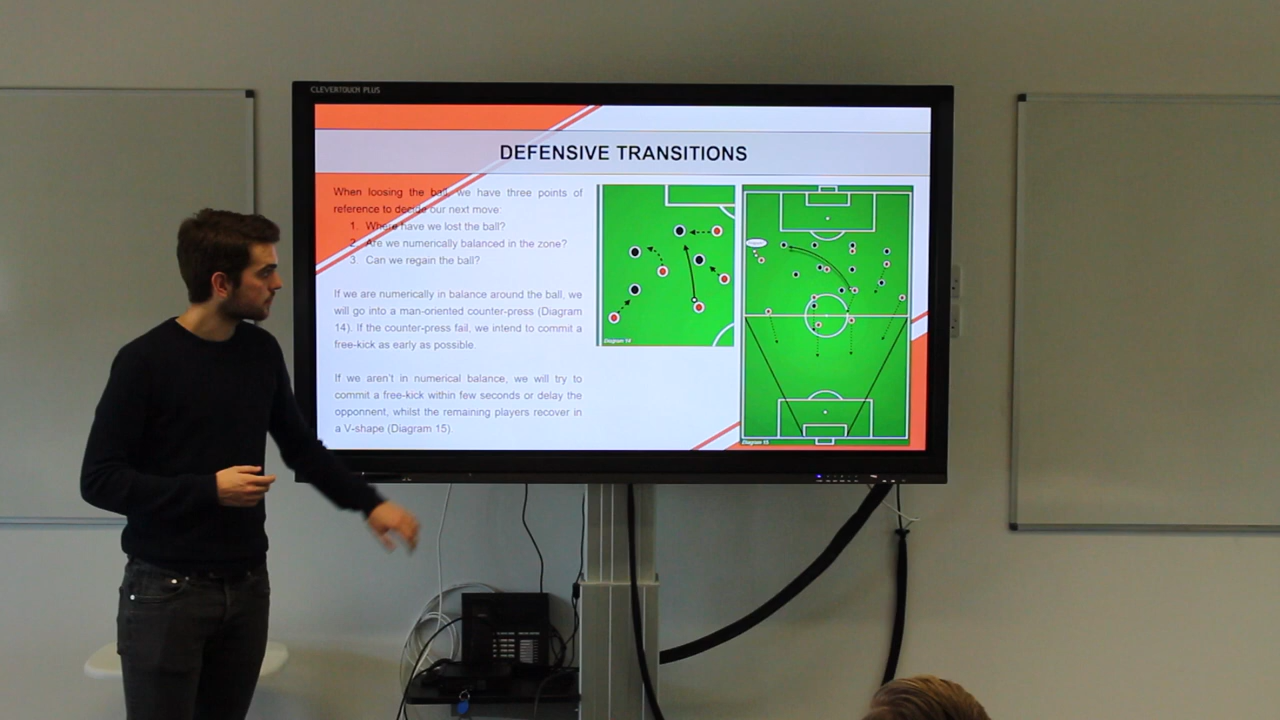 CLEVERTOUCH PLUS
DEFENSIVE TRANSITIONS
When loosing the ball, we have three points of
reference to decide our next move:
1. Where have we lost the ball?
2. Are we numerically balanced in the zone?
3. Can we regain the ball?
If we are numerically in balance around the ball, we
will go into a man-oriented counter-press (Diagram
14). If the counter-press fail, we intend to commit a
free-kick as early as possible.
If we aren't in numerical balance, we will try to
commit a free-kick within few seconds or delay the
opponnent, whilst the remaining players recover in
a V-shape (Diagram 15).
Diagram 14
Diagram 15